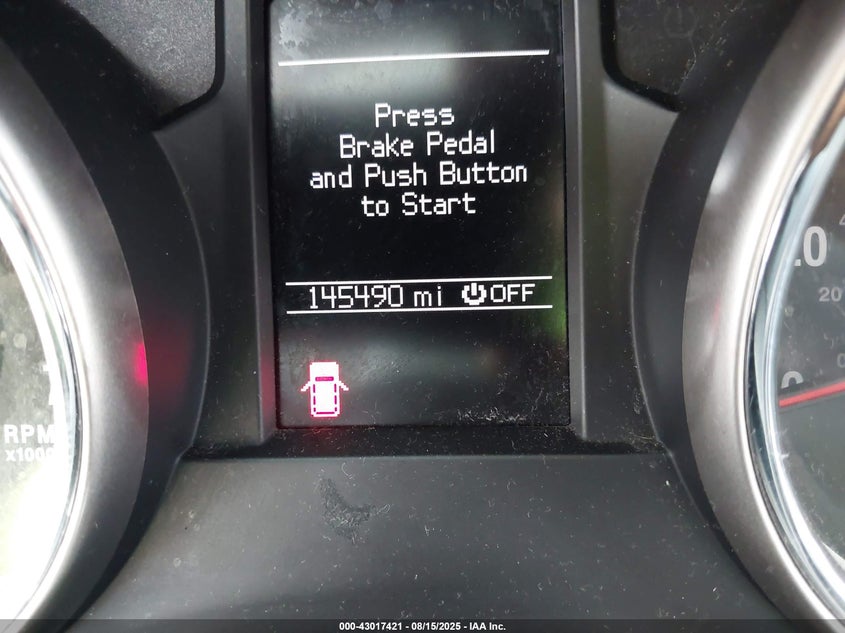 Press
Brake Pedal
and Push Button
to Start
145490 mi OFF
RPM
x1000
20
000-43017421 - 08/15/2025 - IAA Inc.